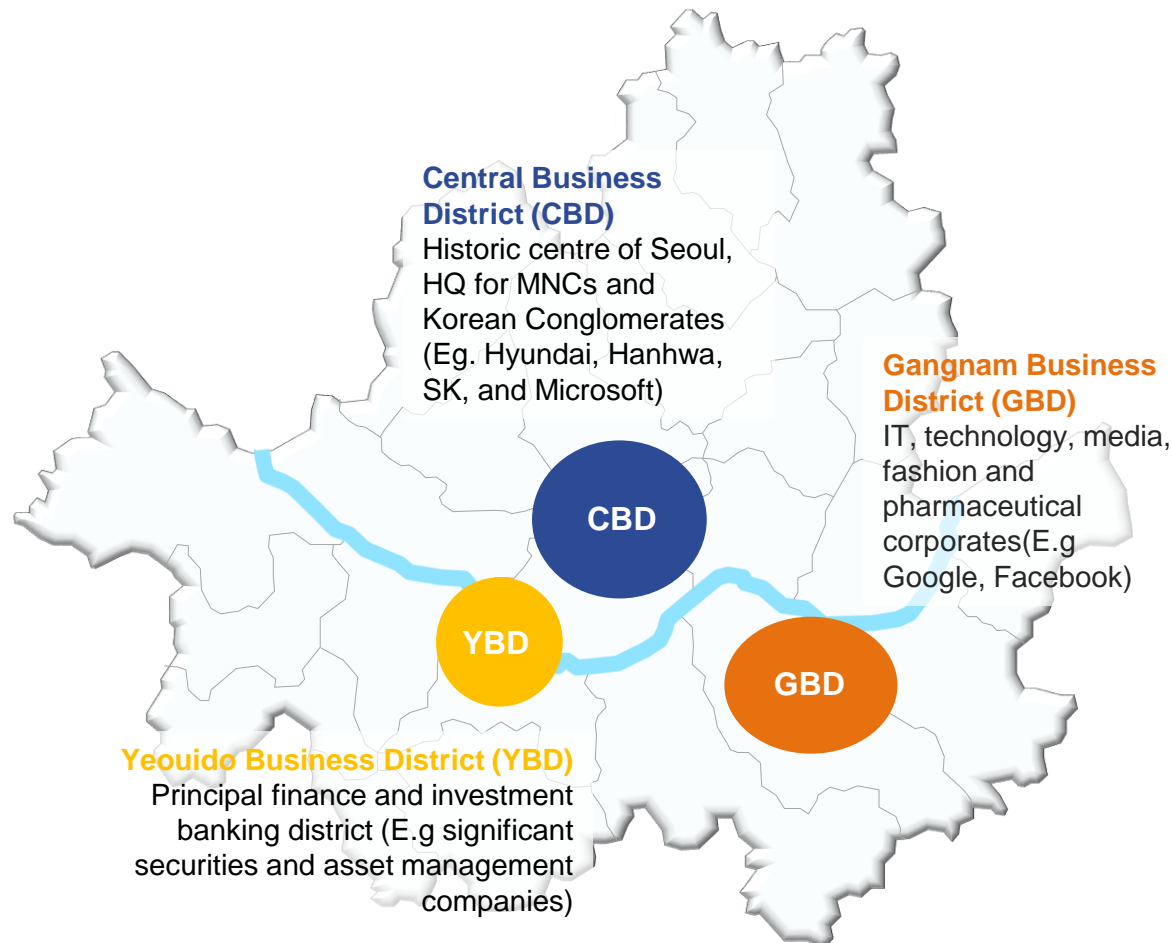 Central Business
District (CBD)
Historic centre of Seoul,
HQ for MNCs and
Korean Conglomerates
(Eg. Hyundai, Hanhwa,
SK, and Microsoft)
Gangnam Business
District (GBD)
IT, technology, media,
fashion and
pharmaceutical
corporates(E.g
Google, Facebook)
CBD
YBD
GBD
Yeouido Business District (YBD)
Principal finance and investment
banking district (E.g significant
securities and asset management
companies)